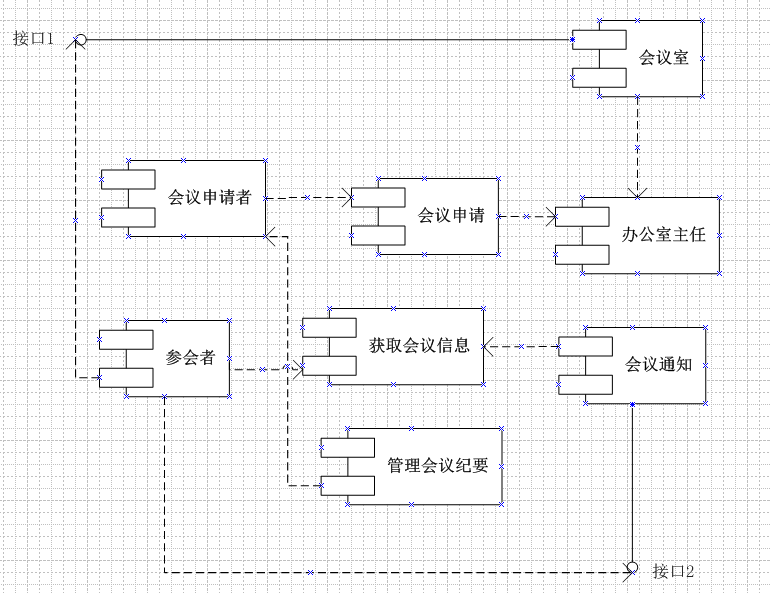 接口1
会议室
会议申请者
会议申请
办公室主任
参会者
获取会议信息
会议通知
管理会议纪要
接口2